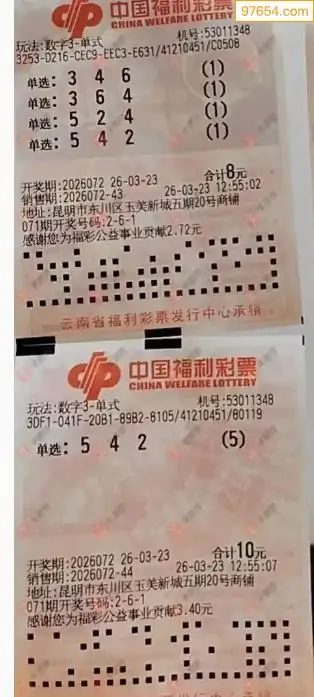 97654.com
中国福利彩票
CHINA WELFARE LOTTERY
玩法:数字3-单式 机号:53011348
3253-D216-CEC9-EEC3-E631/41210451/C0508
单选: 3 4 6 (1)
单选: 3 6 4 (1)
单选: 5 2 4 (1)
单选: 5 4 2 (1)
合计8元
开奖期:2026072 26-03-23
销售期:2026072-43 26-03-23 12:55:02
地址:昆明市东川区玉美新城五期20号商铺
071期开奖号码:2-6-1
感谢您为福彩公益事业贡献2.72元
云南省福利彩票发行中心承销
中国福利彩票
CHINA WELFARE LOTTERY
玩法:数字3-单式 机号:53011348
3DF1-041F-20B1-89B2-8105/41210451/80119
单选: 5 4 2 (5)
合计10元
开奖期:2026072 26-03-23
销售期:2026072-44 26-03-23 12:55:07
地址:昆明市东川区玉美新城五期20号商铺
071期开奖号码:2-6-1
感谢您为福彩公益事业贡献3.40元